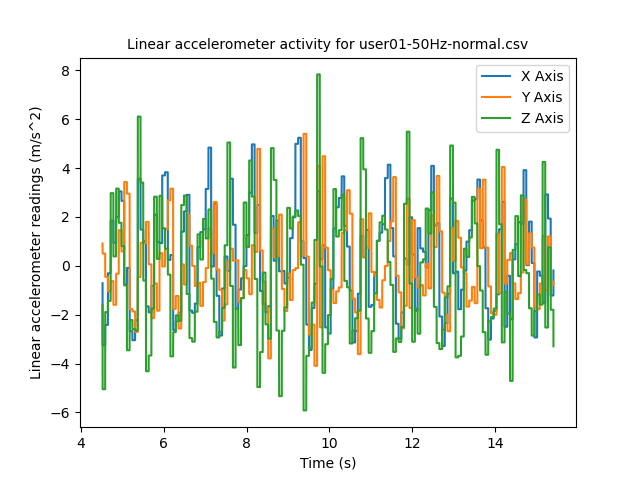 Linear accelerometer activity for user01-50Hz-normal.csv
X Axis
Y Axis
Z Axis
Linear accelerometer readings (m/s^2)
8
6
4
2
0
−2
−4
−6
4
6
8
10
12
14
Time (s)